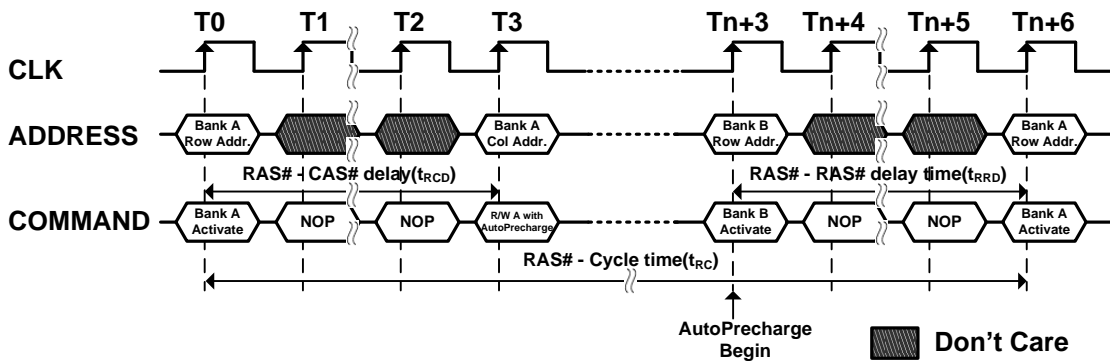 T0 T1 T2 T3 Tn+3 Tn+4 Tn+5 Tn+6
CLK
ADDRESS
Bank A
Row Addr.
Bank A
Col Addr.
Bank B
Row Addr.
Bank A
Row Addr.
RAS# - CAS# delay(tRCD)
RAS# - RAS# delay time(tRRD)
COMMAND
Bank A
Activate
NOP
NOP
R/W A with
AutoPrecharge
Bank B
Activate
NOP
NOP
Bank A
Activate
RAS# - Cycle time(tRC)
AutoPrecharge
Begin
Don't Care